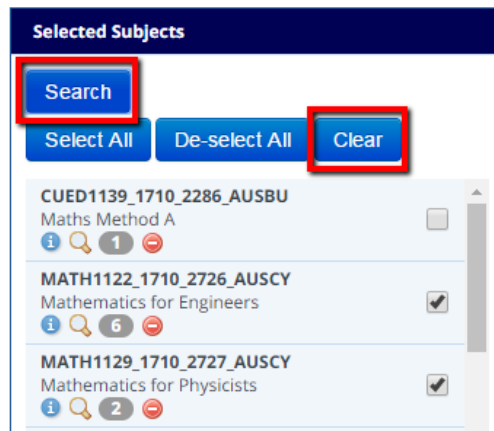 Selected Subjects
Search
Select All De-select All Clear
CUED1139_1710_2286_AUSBU
Maths Method A
i 1
MATH1122_1710_2726_AUSCY
Mathematics for Engineers
i 6
MATH1129_1710_2727_AUSCY
Mathematics for Physicists
i 2